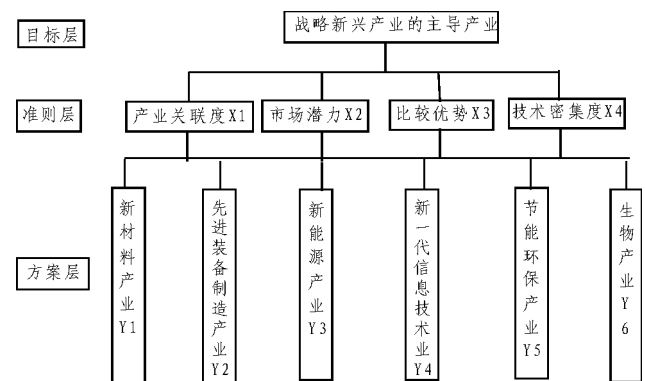 目标层
战略新兴产业的主导产业
准则层
产业关联度X1
市场潜力X2
比较优势X3
技术密集度X4
方案层
新材料产业Y1
先进装备制造产业Y2
新能源产业Y3
新一代信息技术业Y4
节能环保产业Y5
生物产业Y6